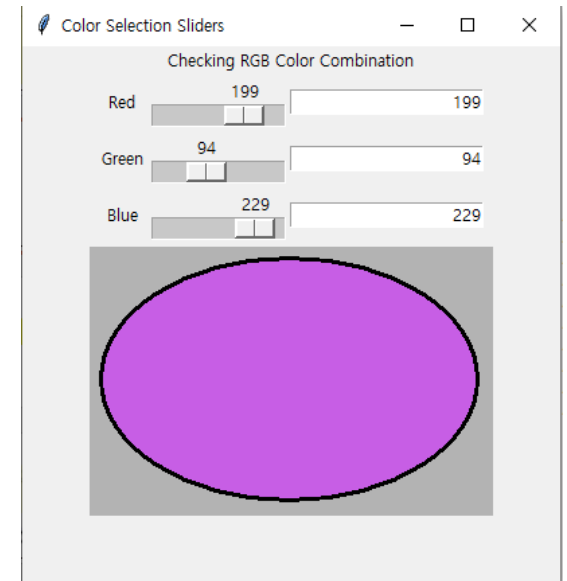 Color Selection Sliders
Checking RGB Color Combination
199
Red 199
94
Green 94
229
Blue 229